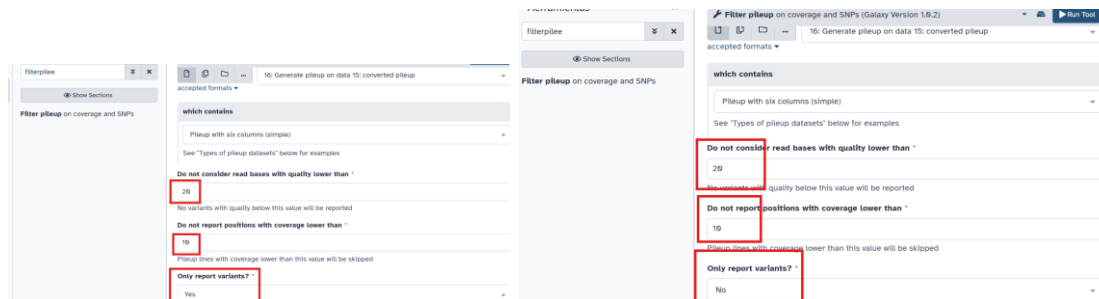 filterpilee
Show Sections
Filter pileup on coverage and SNPs
16: Generate pileup on data 15: converted pileup
accepted formats
which contains
Pileup with six columns (simple)
See "Types of pileup datasets" below for examples
Do not consider read bases with quality lower than *
20
No variants with quality below this value will be reported
Do not report positions with coverage lower than *
10
Pileup lines with coverage lower than this value will be skipped
Only report variants? *
Yes
filterpilee
Show Sections
Filter pileup on coverage and SNPs
Filter pileup on coverage and SNPs (Galaxy Version 1.0.2)
Run Tool
16: Generate pileup on data 15: converted pileup
accepted formats
which contains
Pileup with six columns (simple)
See "Types of pileup datasets" below for examples
Do not consider read bases with quality lower than *
20
No variants with quality below this value will be reported
Do not report positions with coverage lower than *
10
Pileup lines with coverage lower than this value will be skipped
Only report variants? *
No